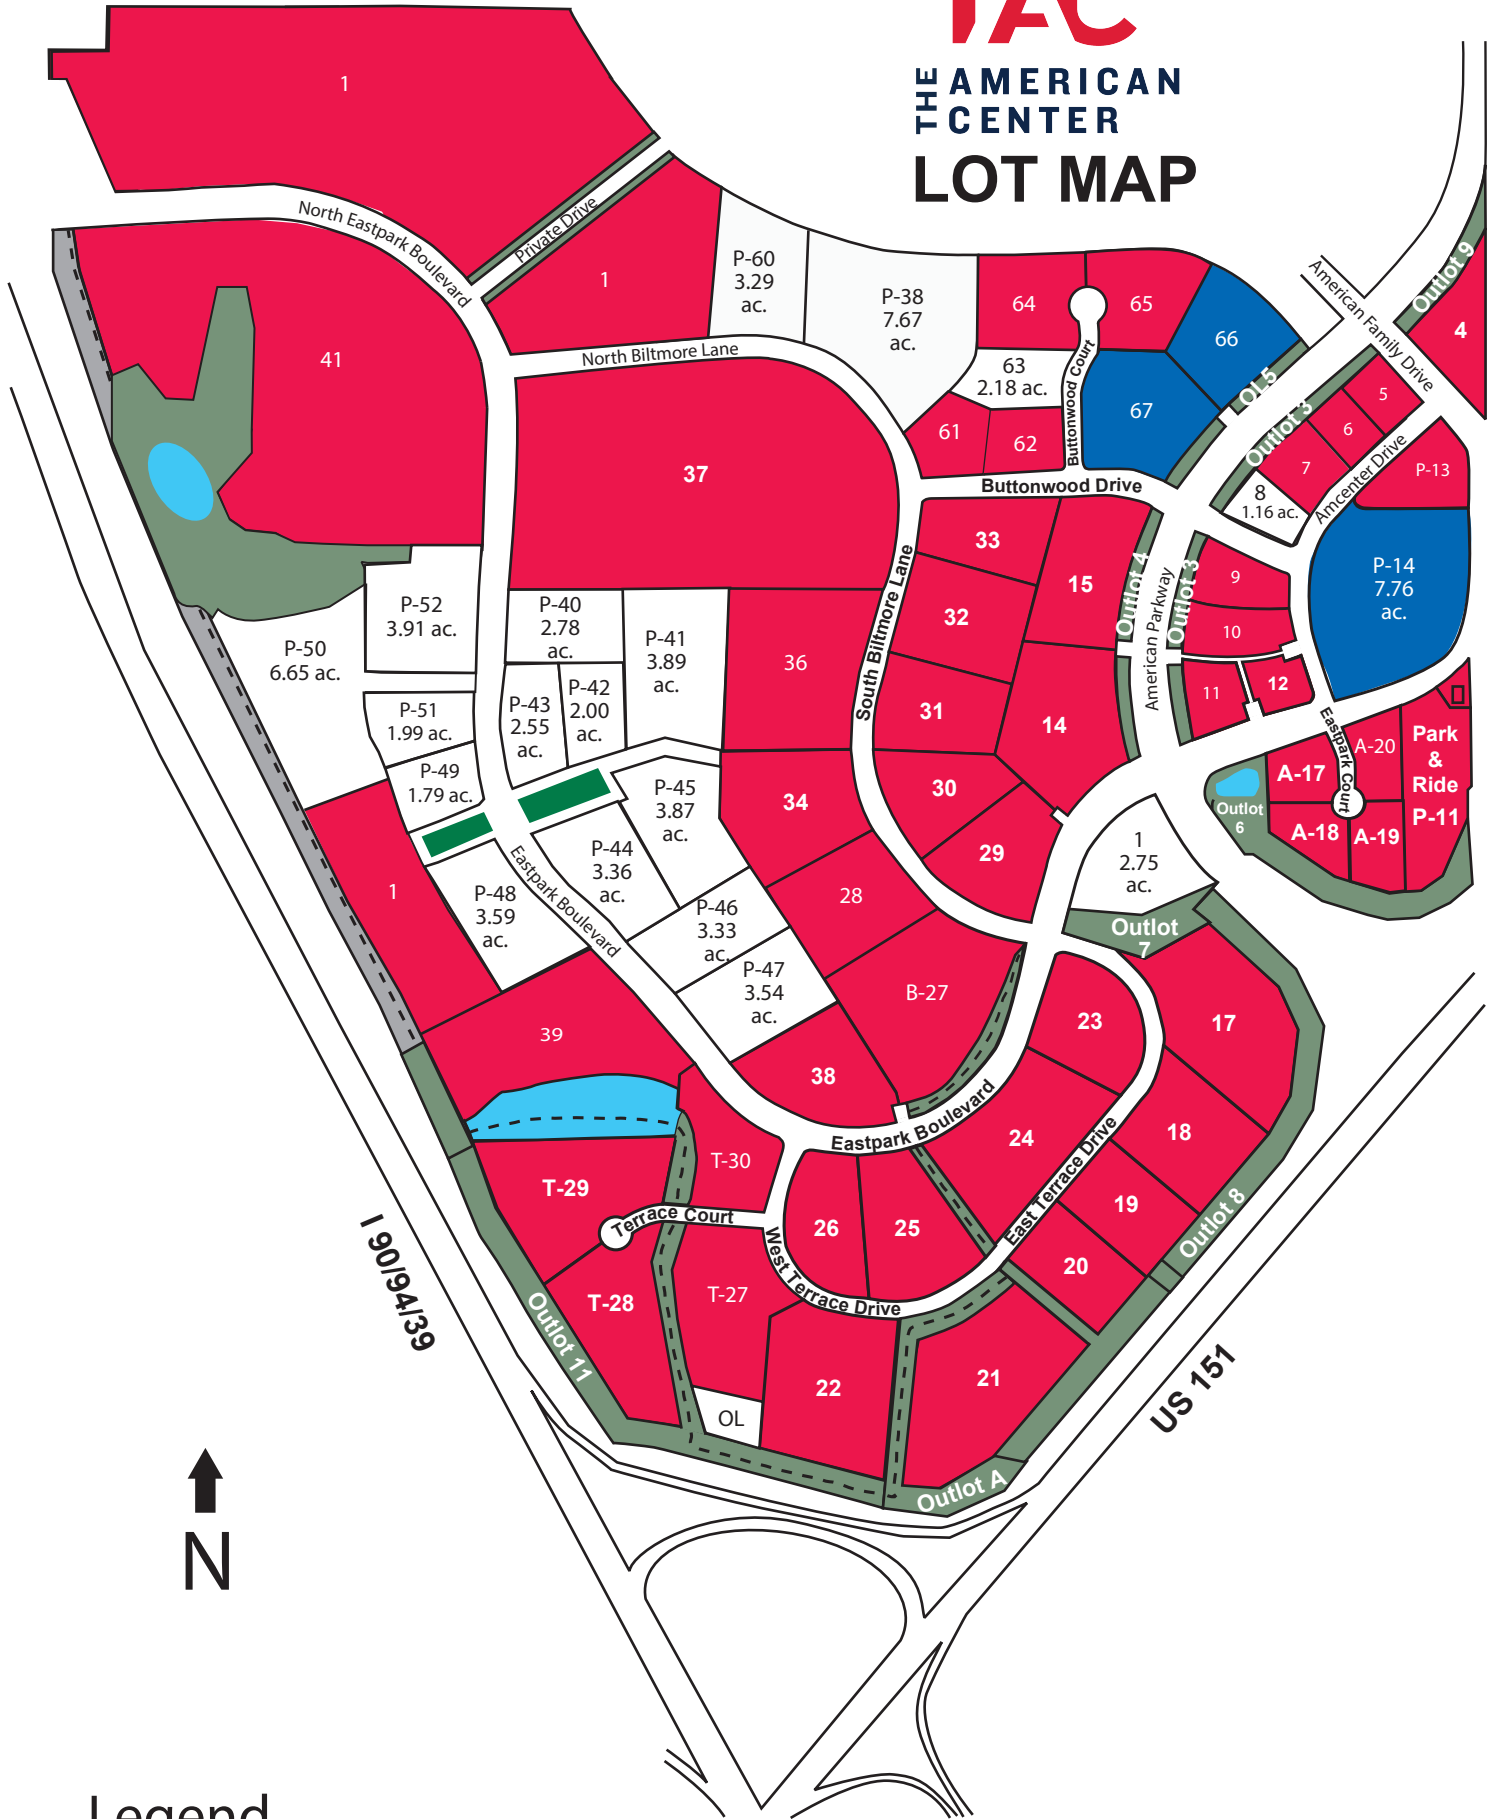 TAC
THE AMERICAN
CENTER
LOT MAP
1
North Eastpark Boulevard
Private Drive
1
P-60
3.29
ac.
P-38
7.67
ac.
64
65
66
American Family Drive
Outlot 9
4
41
North Biltmore Lane
63
2.18 ac.
Buttonwood Court
67
OL5
Outlot 3
5
6
7
8
1.16 ac.
Amcenter Drive
P-13
61
62
37
Buttonwood Drive
33
15
Outlot 4
American Parkway
Outlot 3
9
P-14
7.76
ac.
South Biltmore Lane
32
10
P-52
3.91 ac.
P-40
2.78
ac.
P-41
3.89
ac.
36
P-50
6.65 ac.
P-51
1.99 ac.
P-43
2.55
ac.
P-42
2.00
ac.
31
14
11
12
Eastpark Court
A-20
Park
&
Ride
P-11
A-17
A-18
A-19
Outlot
6
P-49
1.79 ac.
P-45
3.87
ac.
34
30
29
1
2.75
ac.
P-44
3.36
ac.
Eastpark Boulevard
1
P-48
3.59
ac.
28
P-46
3.33
ac.
Outlot
7
P-47
3.54
ac.
B-27
23
17
39
38
Eastpark Boulevard
24
18
T-30
T-29
Terrace Court
26
25
East Terrace Drive
19
Outlot 8
20
West Terrace Drive
I 90/94/39
T-28
T-27
Outlot 11
22
21
US 151
OL
Outlot A
N
Legend